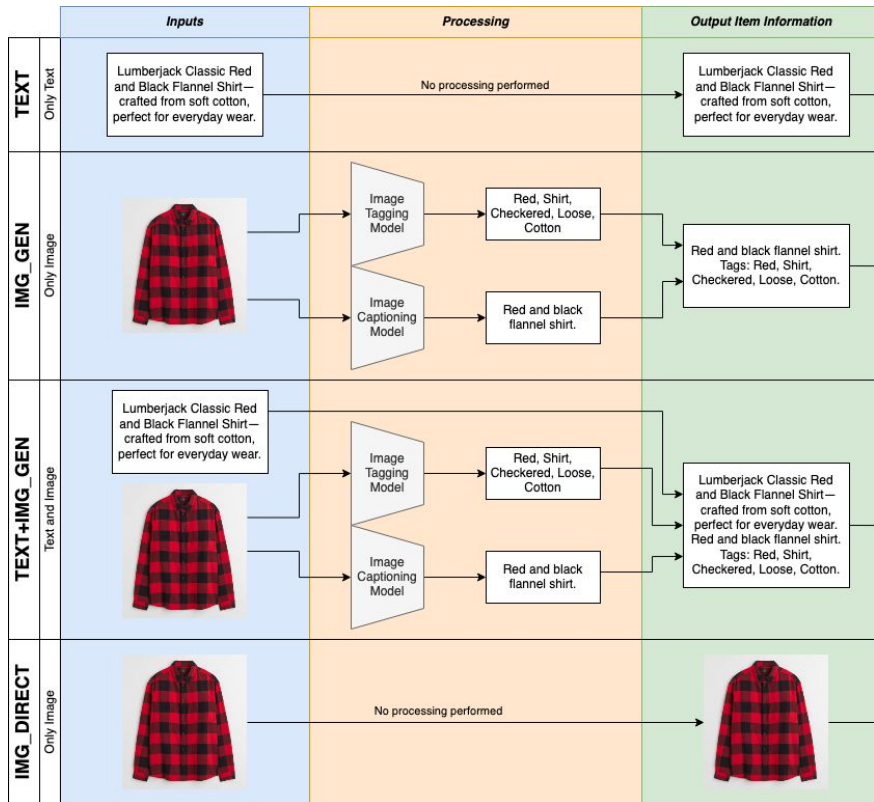 Inputs
Processing
Output Item Information
TEXT
Only Text
Lumberjack Classic Red
and Black Flannel Shirt—
crafted from soft cotton,
perfect for everyday wear.
No processing performed
Lumberjack Classic Red
and Black Flannel Shirt—
crafted from soft cotton,
perfect for everyday wear.
IMG_GEN
Only Image
Image
Tagging
Model
Red, Shirt,
Checkered, Loose,
Cotton
Image
Captioning
Model
Red and black
flannel shirt.
Red and black flannel shirt.
Tags: Red, Shirt,
Checkered, Loose, Cotton.
TEXT+IMG_GEN
Text and Image
Lumberjack Classic Red
and Black Flannel Shirt—
crafted from soft cotton,
perfect for everyday wear.
Image
Tagging
Model
Red, Shirt,
Checkered, Loose,
Cotton
Image
Captioning
Model
Red and black
flannel shirt.
Lumberjack Classic Red
and Black Flannel Shirt—
crafted from soft cotton,
perfect for everyday wear.
Red and black flannel shirt.
Tags: Red, Shirt,
Checkered, Loose, Cotton.
IMG_DIRECT
Only Image
No processing performed